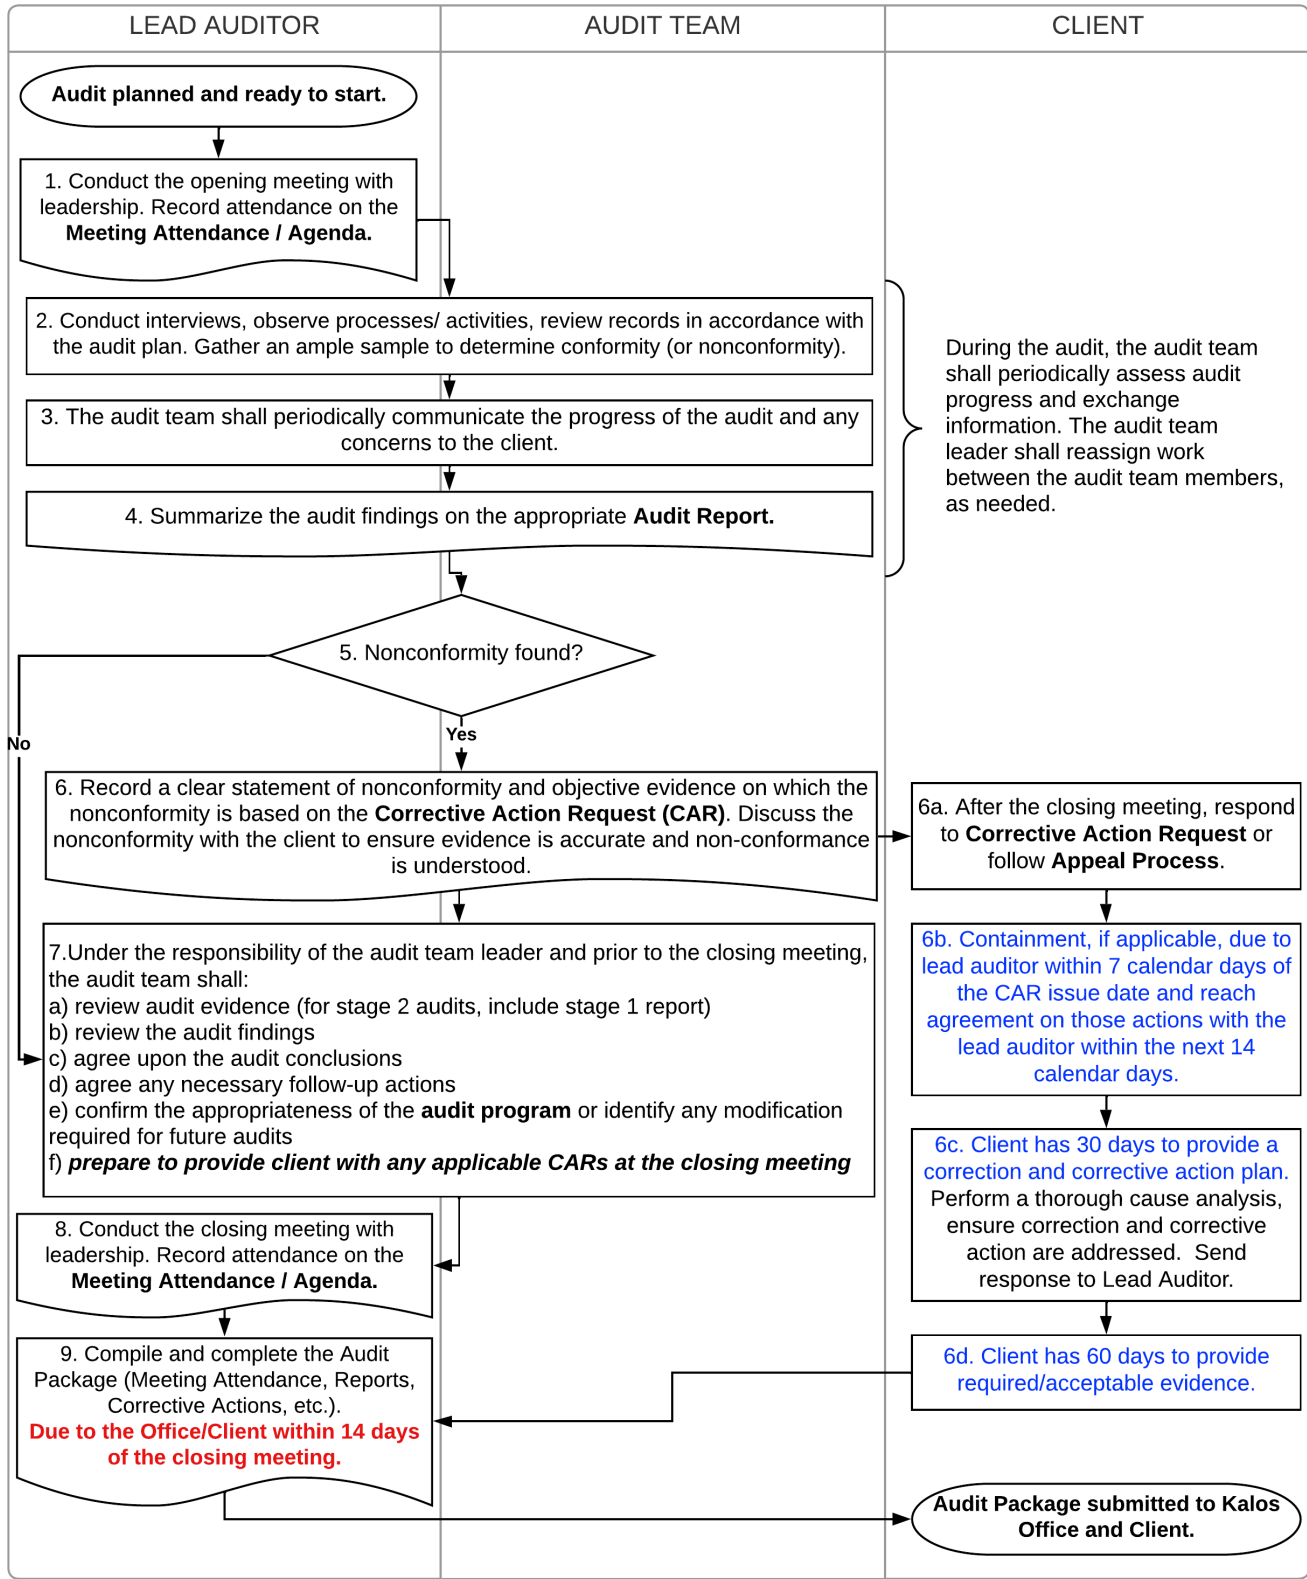 LEAD AUDITOR
AUDIT TEAM
CLIENT
Audit planned and ready to start.
1. Conduct the opening meeting with
leadership. Record attendance on the
Meeting Attendance / Agenda.
2. Conduct interviews, observe processes/ activities, review records in accordance with
the audit plan. Gather an ample sample to determine conformity (or nonconformity).
3. The audit team shall periodically communicate the progress of the audit and any
concerns to the client.
4. Summarize the audit findings on the appropriate Audit Report.
During the audit, the audit team
shall periodically assess audit
progress and exchange
information. The audit team
leader shall reassign work
between the audit team members,
as needed.
5. Nonconformity found?
No
Yes
6. Record a clear statement of nonconformity and objective evidence on which the
nonconformity is based on the Corrective Action Request (CAR). Discuss the
nonconformity with the client to ensure evidence is accurate and non-conformance
is understood.
6a. After the closing meeting, respond
to Corrective Action Request or
follow Appeal Process.
6b. Containment, if applicable, due to
lead auditor within 7 calendar days of
the CAR issue date and reach
agreement on those actions with the
lead auditor within the next 14
calendar days.
6c. Client has 30 days to provide a
correction and corrective action plan.
Perform a thorough cause analysis,
ensure correction and corrective
action are addressed.  Send
response to Lead Auditor.
6d. Client has 60 days to provide
required/acceptable evidence.
7.Under the responsibility of the audit team leader and prior to the closing meeting,
the audit team shall:
a) review audit evidence (for stage 2 audits, include stage 1 report)
b) review the audit findings
c) agree upon the audit conclusions
d) agree any necessary follow-up actions
e) confirm the appropriateness of the audit program or identify any modification
required for future audits
f) prepare to provide client with any applicable CARs at the closing meeting
8. Conduct the closing meeting with
leadership. Record attendance on the
Meeting Attendance / Agenda.
9. Compile and complete the Audit
Package (Meeting Attendance, Reports,
Corrective Actions, etc.).
Due to the Office/Client within 14 days
of the closing meeting.
Audit Package submitted to Kalos
Office and Client.